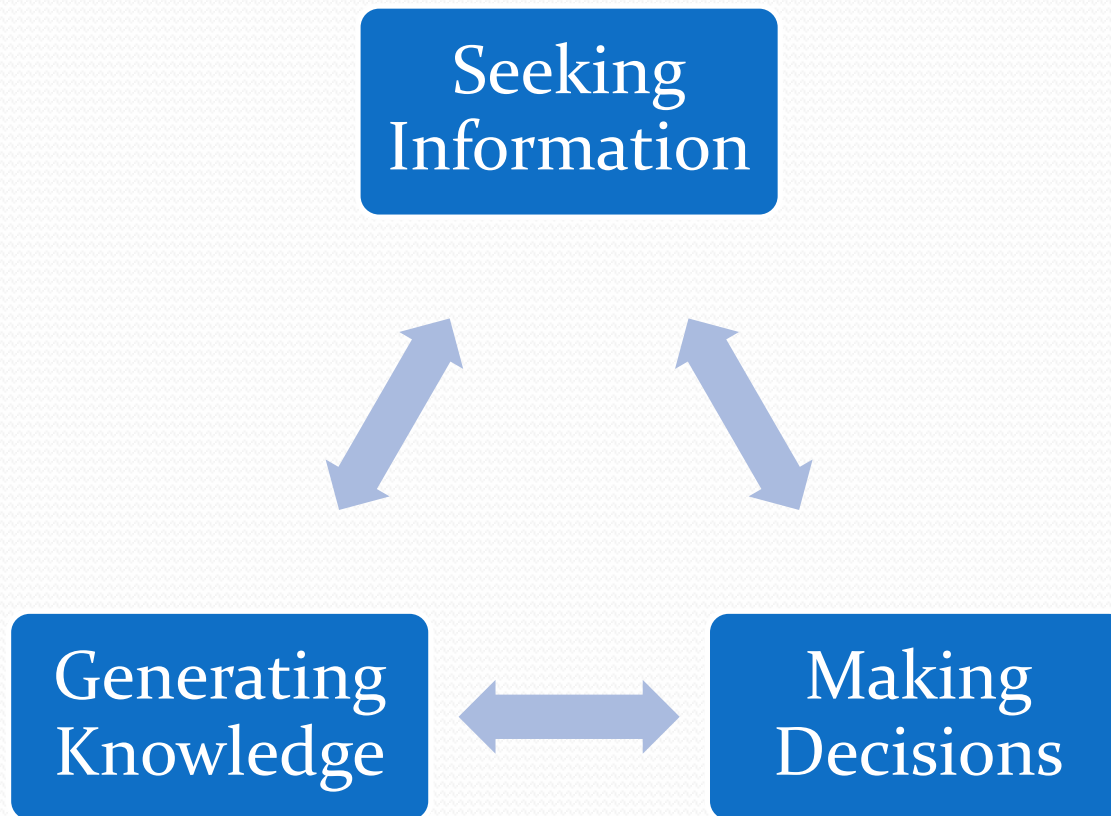 Seeking
Information
Generating
Knowledge
Making
Decisions